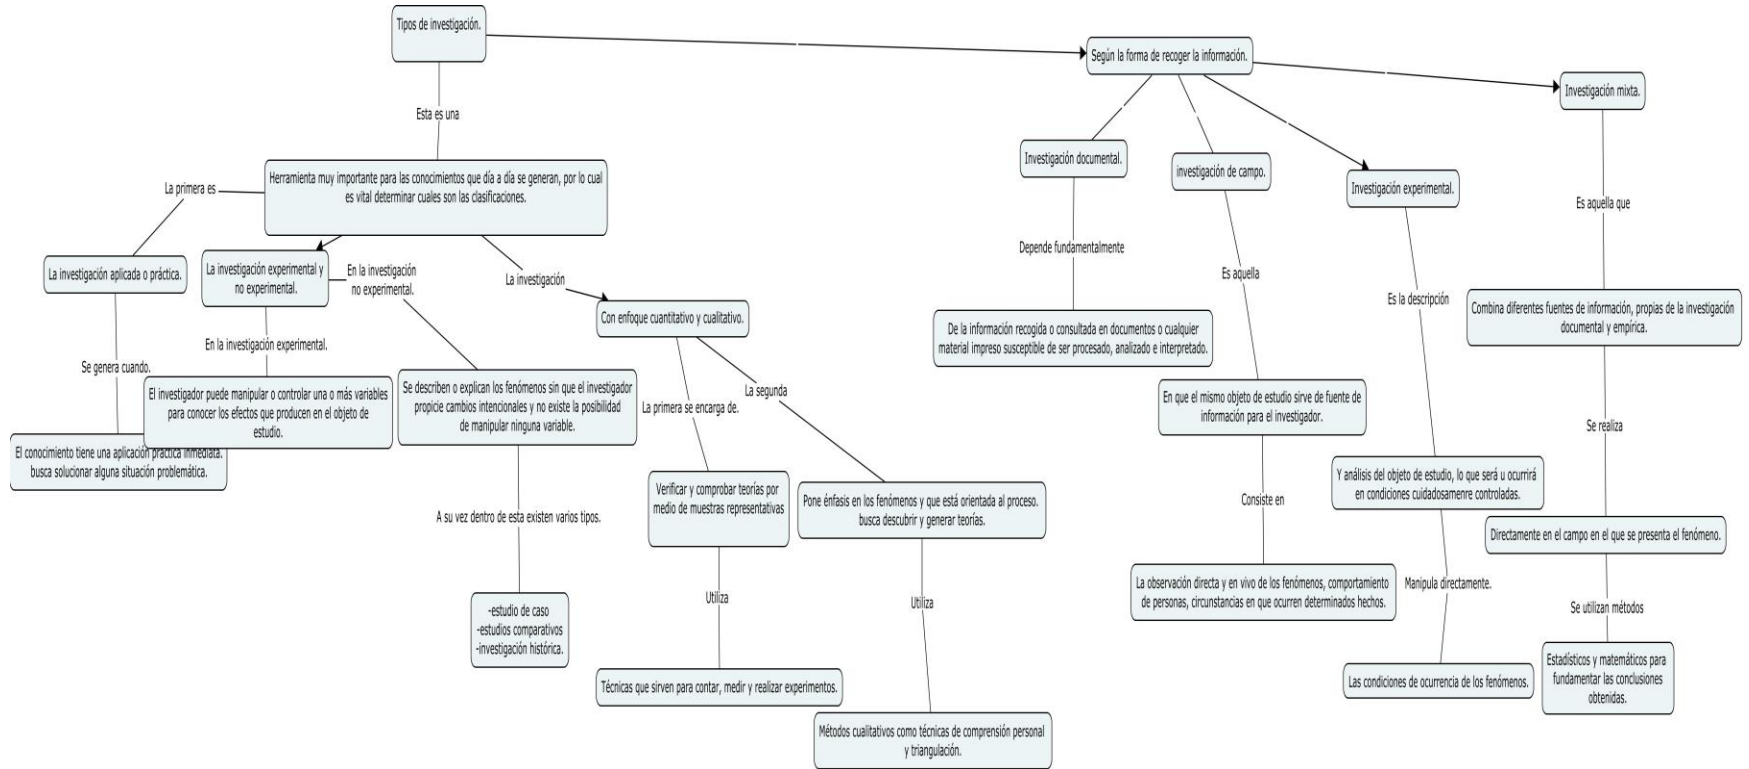 Tipos de investigación.
Según la forma de recoger la información.
Investigación mixta.
Esta es una
Herramienta muy importante para las conocimientos que día a día se generan, por lo cual
es vital determinar cuales son las clasificaciones.
La primera es
La investigación aplicada o práctica.
Se genera cuando.
El conocimiento tiene una aplicación práctica inmediata.
busca solucionar alguna situación problemática.
La investigación experimental y
no experimental.
En la investigación experimental.
El investigador puede manipular o controlar una o más variables
para conocer los efectos que producen en el objeto de
estudio.
En la investigación
no experimental.
Se describen o explican los fenómenos sin que el investigador
propicie cambios intencionales y no existe la posibilidad
de manipular ninguna variable.
A su vez dentro de esta existen varios tipos.
-estudio de caso
-estudios comparativos
-investigación histórica.
La investigación
Con enfoque cuantitativo y cualitativo.
La primera se encarga de.
Verificar y comprobar teorías por
medio de muestras representativas
Utiliza
Técnicas que sirven para contar, medir y realizar experimentos.
La segunda
Pone énfasis en los fenómenos y que está orientada al proceso.
busca descubrir y generar teorías.
Utiliza
Métodos cualitativos como técnicas de comprensión personal
y triangulación.
Investigación documental.
Depende fundamentalmente
De la información recogida o consultada en documentos o cualquier
material impreso susceptible de ser procesado, analizado e interpretado.
investigación de campo.
Es aquella
En que el mismo objeto de estudio sirve de fuente de
información para el investigador.
Consiste en
La observación directa y en vivo de los fenómenos, comportamiento
de personas, circunstancias en que ocurren determinados hechos.
Investigación experimental.
Es la descripción
Y análisis del objeto de estudio, lo que será u ocurrirá
en condiciones cuidadosamenre controladas.
Manipula directamente.
Las condiciones de ocurrencia de los fenómenos.
Es aquella que
Combina diferentes fuentes de información, propias de la investigación
documental y empírica.
Se realiza
Directamente en el campo en el que se presenta el fenómeno.
Se utilizan métodos
Estadísticos y matemáticos para
fundamentar las conclusiones
obtenidas.